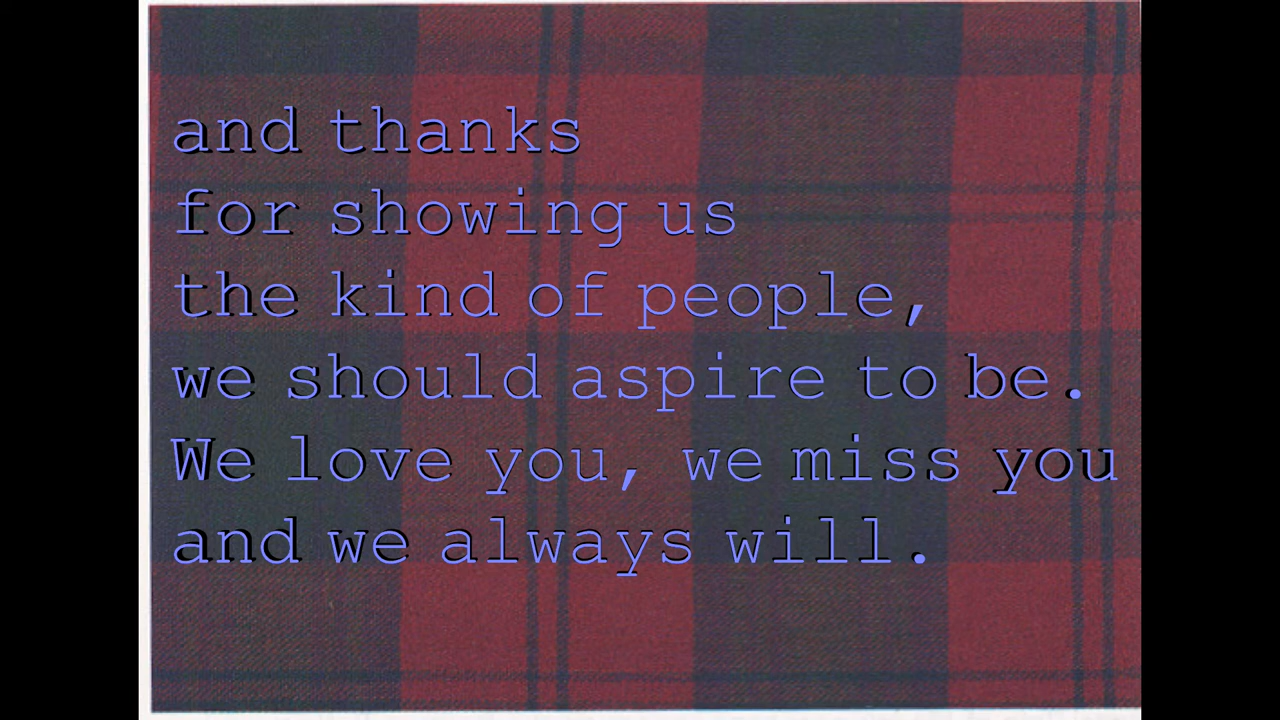 and thanks
for showing us
the kind of people,
we should aspire to be.
We love you, we miss you
and we always will.